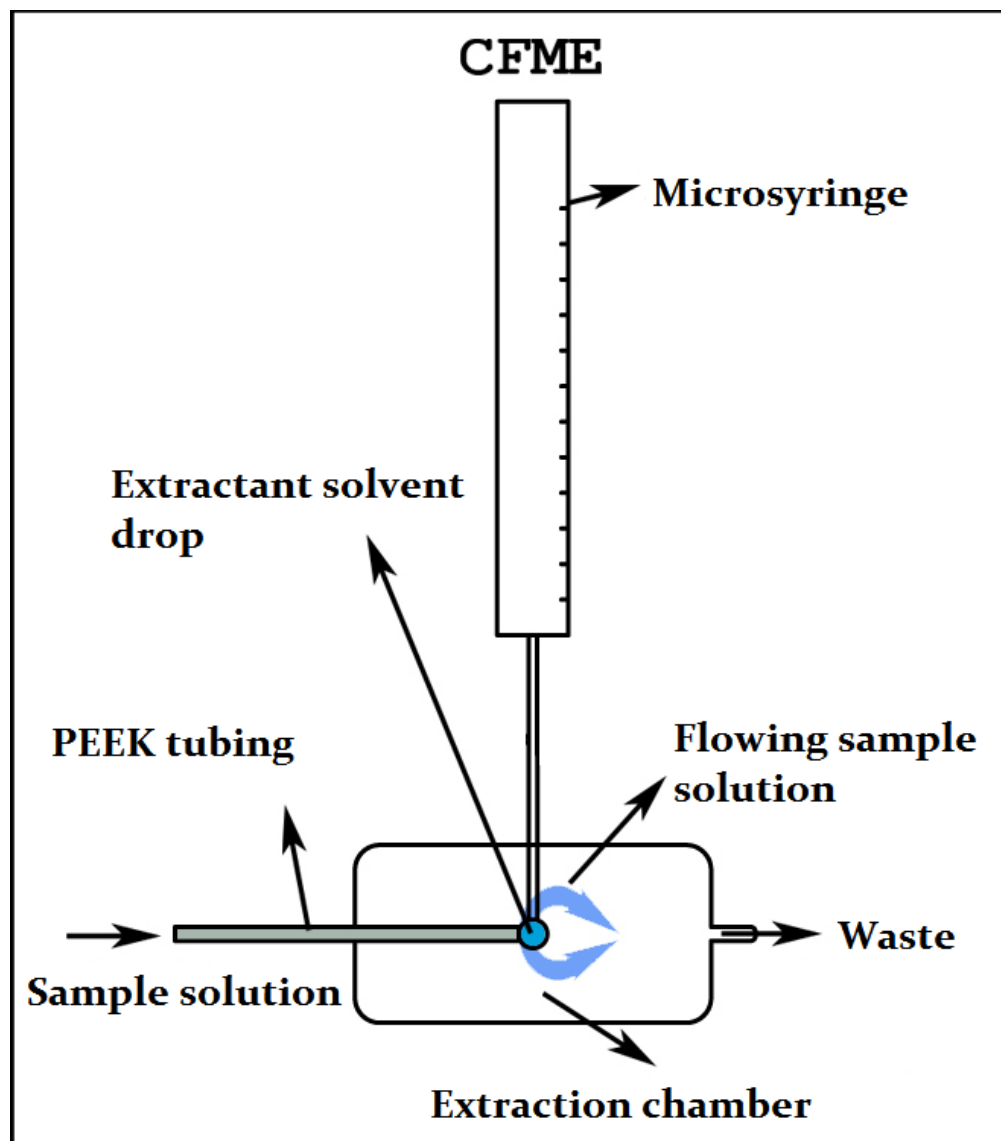 CFME
Microsyringe
Extractant solvent
drop
PEEK tubing
Flowing sample
solution
Waste
Sample solution
Extraction chamber